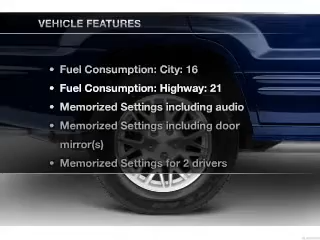 VEHICLE FEATURES
• Fuel Consumption: City: 16
• Fuel Consumption: Highway: 21
• Memorized Settings including audio
• Memorized Settings including door
mirror(s)
• Memorized Settings for 2 drivers